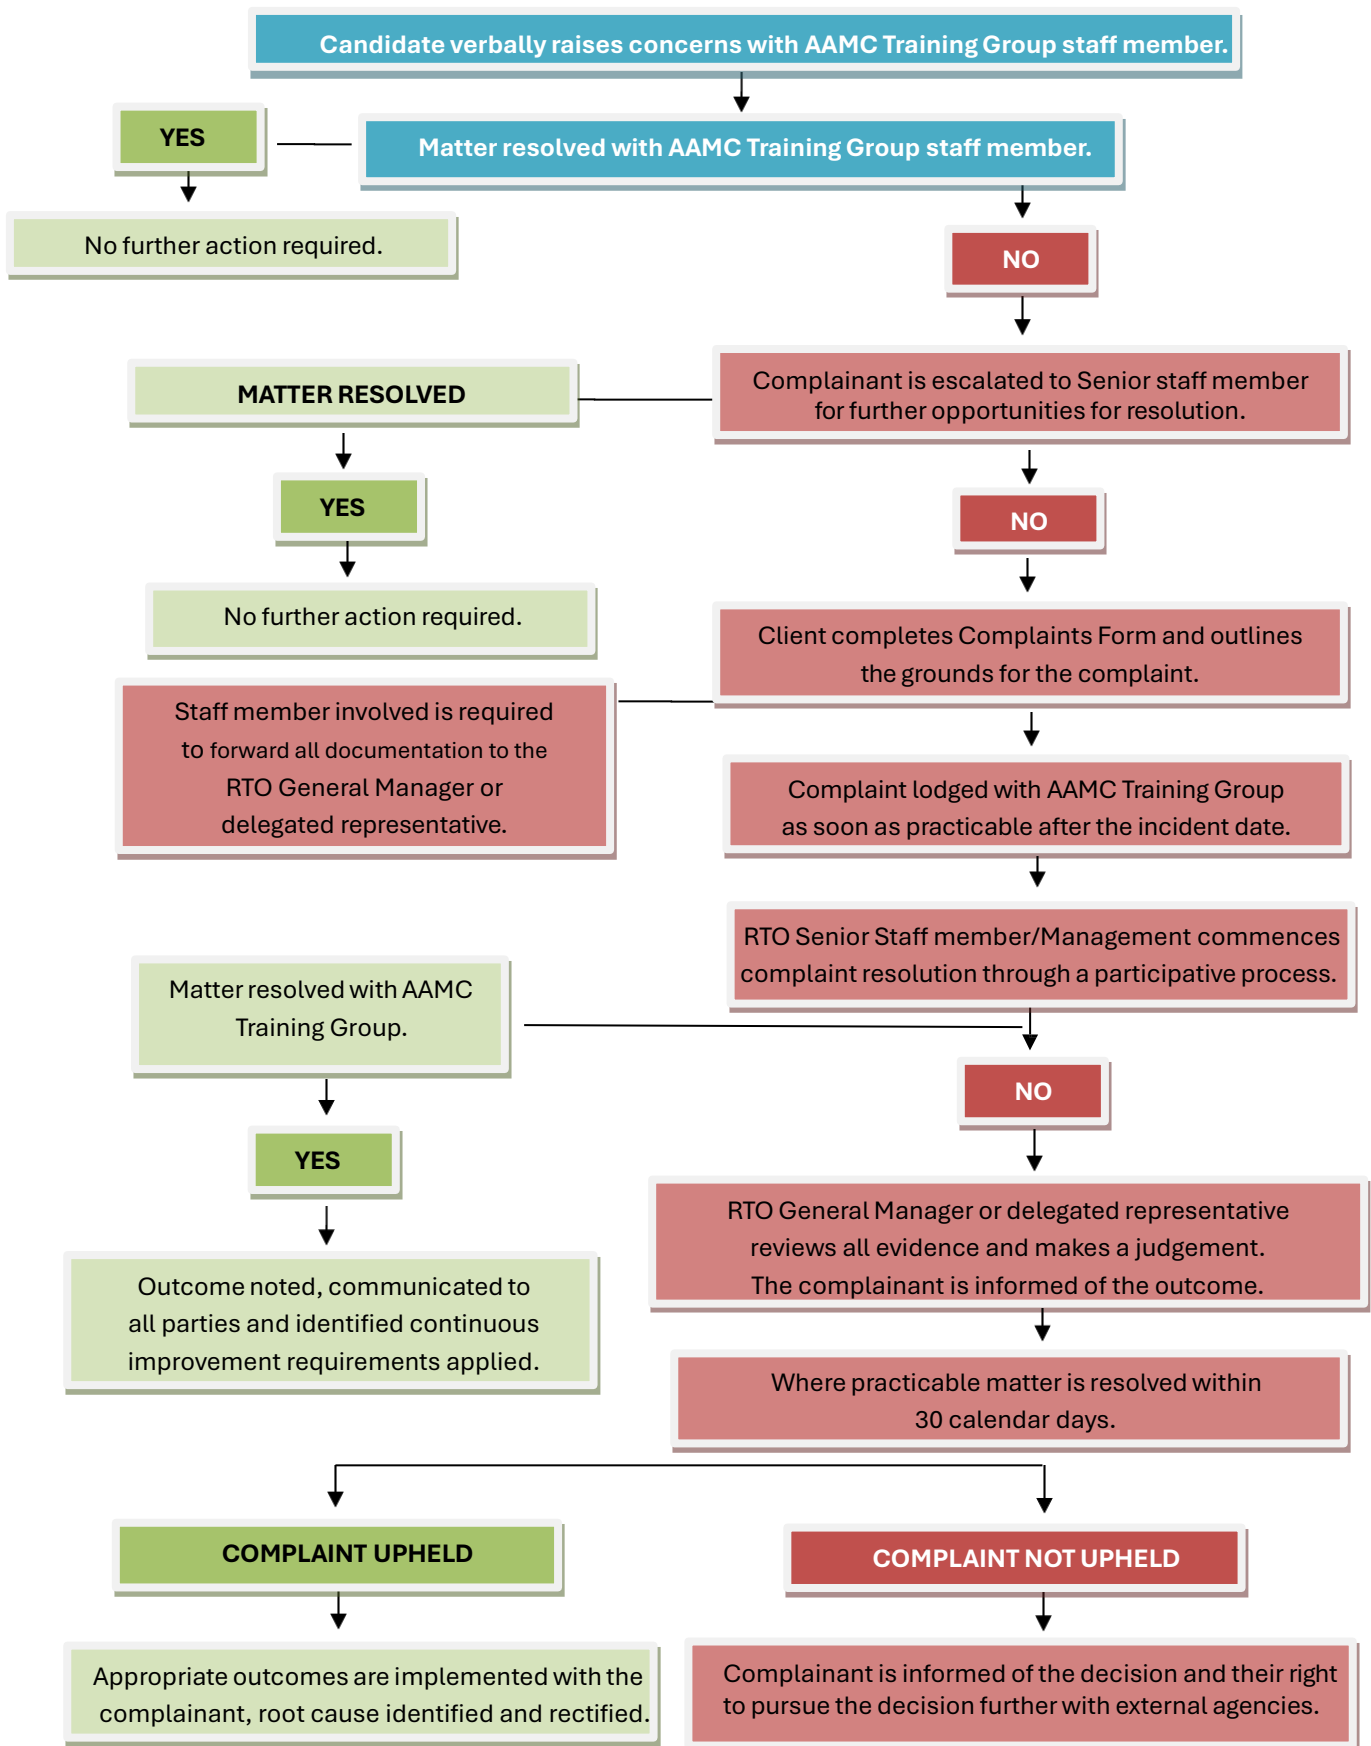 Candidate verbally raises concerns with AAMC Training Group staff member.
YES
Matter resolved with AAMC Training Group staff member.
No further action required.
NO
MATTER RESOLVED
Complainant is escalated to Senior staff member
for further opportunities for resolution.
YES
NO
No further action required.
Client completes Complaints Form and outlines
the grounds for the complaint.
Staff member involved is required
to forward all documentation to the
RTO General Manager or
delegated representative.
Complaint lodged with AAMC Training Group
as soon as practicable after the incident date.
RTO Senior Staff member/Management commences
complaint resolution through a participative process.
Matter resolved with AAMC
Training Group.
NO
YES
RTO General Manager or delegated representative
reviews all evidence and makes a judgement.
The complainant is informed of the outcome.
Outcome noted, communicated to
all parties and identified continuous
improvement requirements applied.
Where practicable matter is resolved within
30 calendar days.
COMPLAINT UPHELD
COMPLAINT NOT UPHELD
Appropriate outcomes are implemented with the
complainant, root cause identified and rectified.
Complainant is informed of the decision and their right
to pursue the decision further with external agencies.